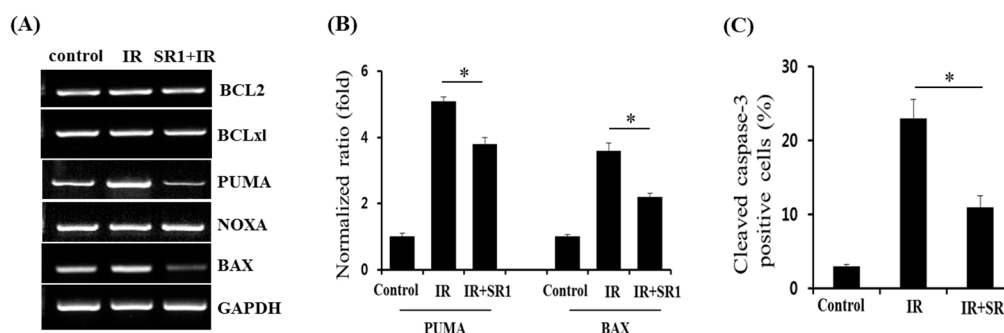 (A)
control IR SR1+IR
BCL2
BCLxl
PUMA
NOXA
BAX
GAPDH
(B)
Normalized ratio (fold)
6
4
2
0
*
*
Control IR IR+SR1 Control IR IR+SR1
PUMA BAX
(C)
Cleaved caspase-3
positive cells (%)
30
20
10
0
*
Control IR IR+SR